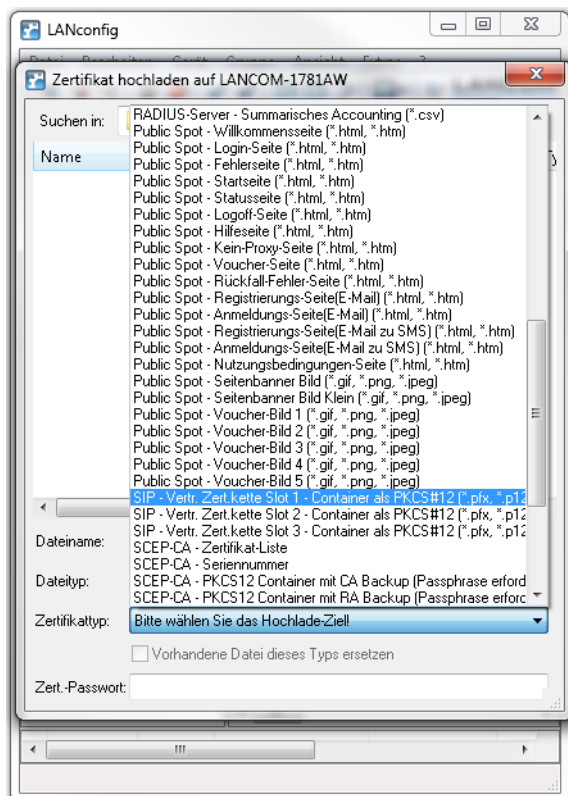 LANconfig
Datei Bearbeiten Gerät Gruppe Ansicht Extras ?
Zertifikat hochladen auf LANCOM-1781AW
Suchen in:
Name
RADIUS-Server - Summarisches Accounting (*.csv)
Public Spot - Willkommensseite (*.html, *.htm)
Public Spot - Login-Seite (*.html, *.htm)
Public Spot - Fehlerseite (*.html, *.htm)
Public Spot - Startseite (*.html, *.htm)
Public Spot - Statusseite (*.html, *.htm)
Public Spot - Logoff-Seite (*.html, *.htm)
Public Spot - Hilfeseite (*.html, *.htm)
Public Spot - Kein-Proxy-Seite (*.html, *.htm)
Public Spot - Voucher-Seite (*.html, *.htm)
Public Spot - Rückfall-Fehler-Seite (*.html, *.htm)
Public Spot - Registrierungs-Seite(E-Mail) (*.html, *.htm)
Public Spot - Anmeldungs-Seite(E-Mail) (*.html, *.htm)
Public Spot - Registrierungs-Seite(E-Mail zu SMS) (*.html, *.htm)
Public Spot - Anmeldungs-Seite(E-Mail zu SMS) (*.html, *.htm)
Public Spot - Nutzungsbedingungen-Seite (*.html, *.htm)
Public Spot - Seitenbanner Bild (*.gif, *.png, *.jpeg)
Public Spot - Seitenbanner Bild Klein (*.gif, *.png, *.jpeg)
Public Spot - Voucher-Bild 1 (*.gif, *.png, *.jpeg)
Public Spot - Voucher-Bild 2 (*.gif, *.png, *.jpeg)
Public Spot - Voucher-Bild 3 (*.gif, *.png, *.jpeg)
Public Spot - Voucher-Bild 4 (*.gif, *.png, *.jpeg)
Public Spot - Voucher-Bild 5 (*.gif, *.png, *.jpeg)
SIP - Vertr. Zert.kette Slot 1 - Container als PKCS#12 (*.pfx, *.p12
SIP - Vertr. Zert.kette Slot 2 - Container als PKCS#12 (*.pfx, *.p12
SIP - Vertr. Zert.kette Slot 3 - Container als PKCS#12 (*.pfx, *.p12
SCEP-CA - Zertifikat-Liste
SCEP-CA - Seriennummer
SCEP-CA - PKCS12 Container mit CA Backup (Passphrase erford
SCEP-CA - PKCS12 Container mit RA Backup (Passphrase erford
Dateiname:
Dateityp:
Zertifikattyp: Bitte wählen Sie das Hochlade-Ziel!
Vorhandene Datei dieses Typs ersetzen
Zert.-Passwort: